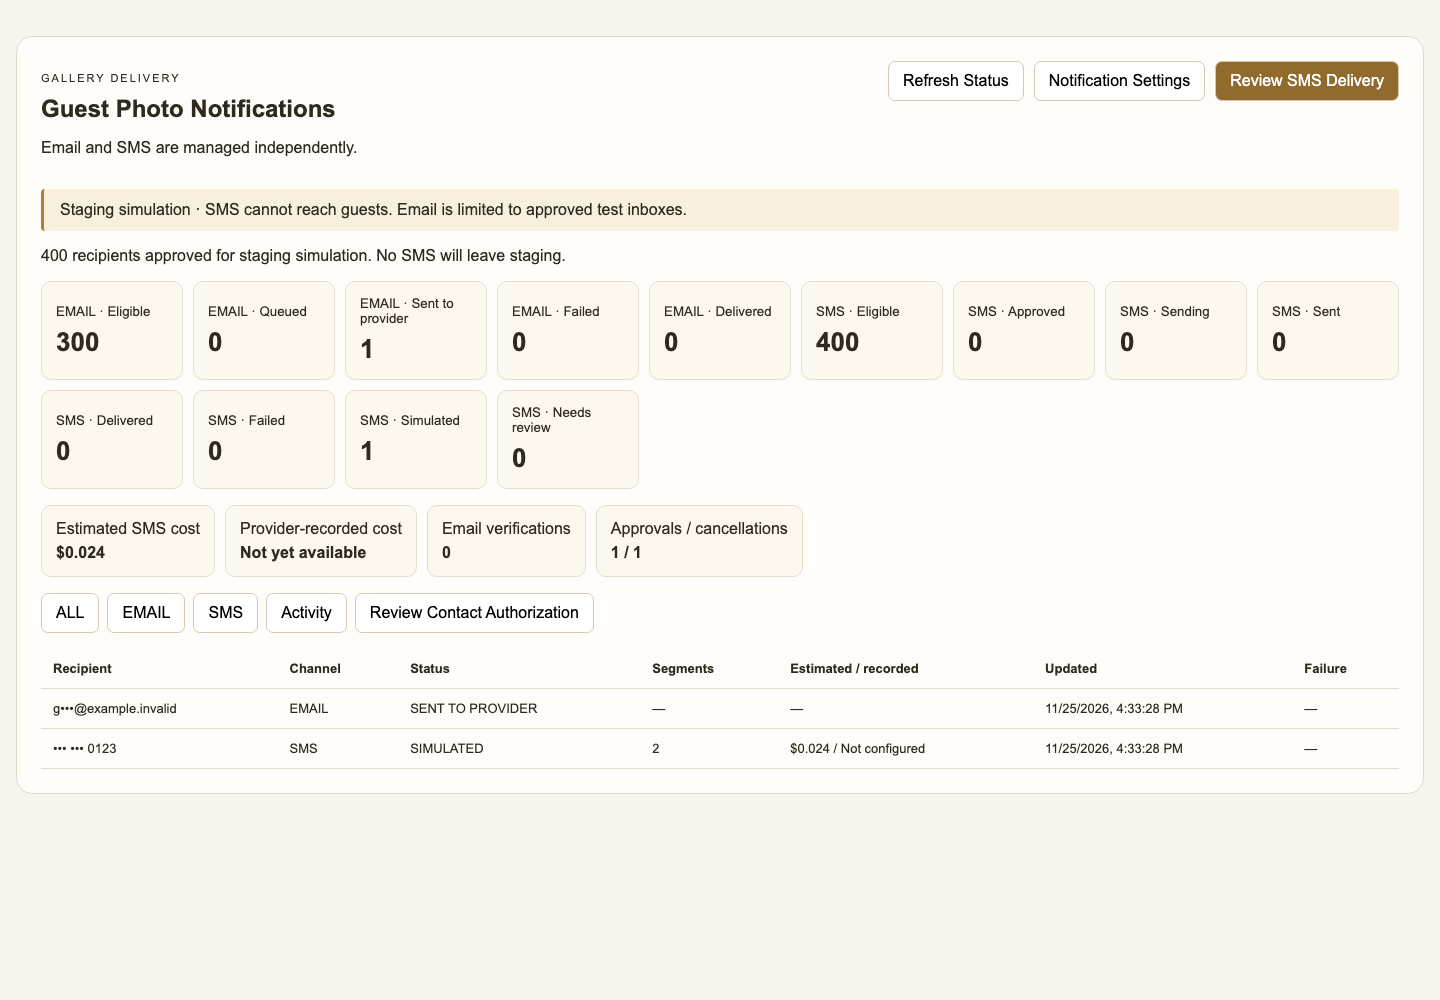 GALLERY DELIVERY
Guest Photo Notifications
Email and SMS are managed independently.
Refresh Status
Notification Settings
Review SMS Delivery
Staging simulation · SMS cannot reach guests. Email is limited to approved test inboxes.
400 recipients approved for staging simulation. No SMS will leave staging.
EMAIL · Eligible
300
EMAIL · Queued
0
EMAIL · Sent to
provider
1
EMAIL · Failed
0
EMAIL · Delivered
0
SMS · Eligible
400
SMS · Approved
0
SMS · Sending
0
SMS · Sent
0
SMS · Delivered
0
SMS · Failed
0
SMS · Simulated
1
SMS · Needs
review
0
Estimated SMS cost
$0.024
Provider-recorded cost
Not yet available
Email verifications
0
Approvals / cancellations
1 / 1
ALL
EMAIL
SMS
Activity
Review Contact Authorization
Recipient Channel Status Segments Estimated / recorded Updated Failure
g•••@example.invalid EMAIL SENT TO PROVIDER — — 11/25/2026, 4:33:28 PM —
••• ••• 0123 SMS SIMULATED 2 $0.024 / Not configured 11/25/2026, 4:33:28 PM —